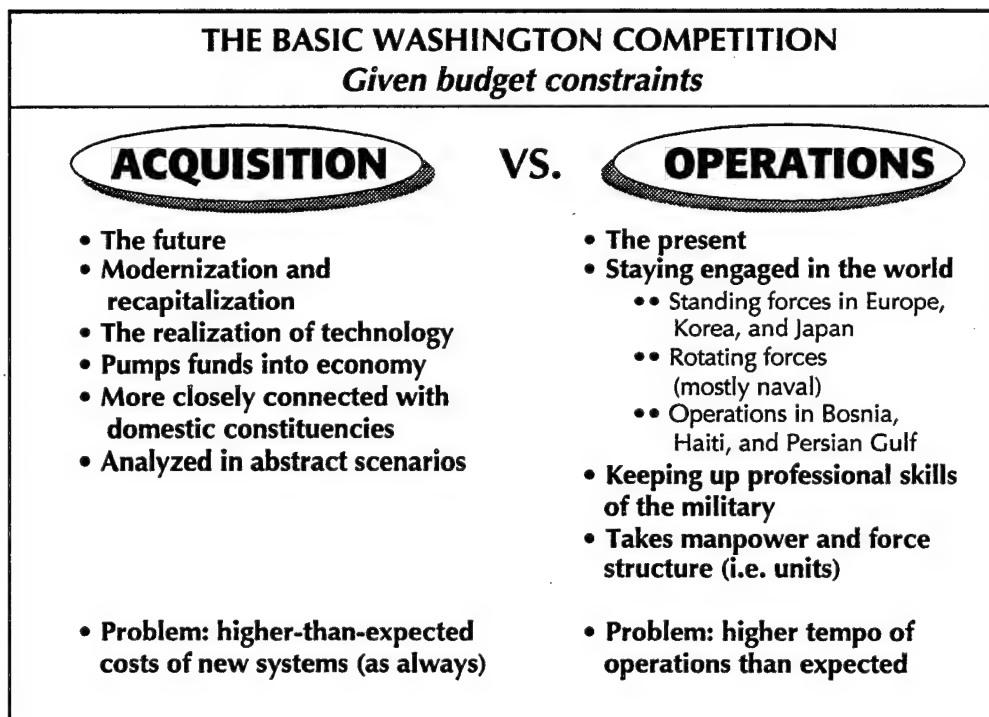 THE BASIC WASHINGTON COMPETITION
Given budget constraints
ACQUISITION VS. OPERATIONS
• The future
• Modernization and
recapitalization
• The realization of technology
• Pumps funds into economy
• More closely connected with
domestic constituencies
• Analyzed in abstract scenarios
• Problem: higher-than-expected
costs of new systems (as always)
• The present
• Staying engaged in the world
•• Standing forces in Europe,
Korea, and Japan
•• Rotating forces
(mostly naval)
•• Operations in Bosnia,
Haiti, and Persian Gulf
• Keeping up professional skills
of the military
• Takes manpower and force
structure (i.e. units)
• Problem: higher tempo of
operations than expected